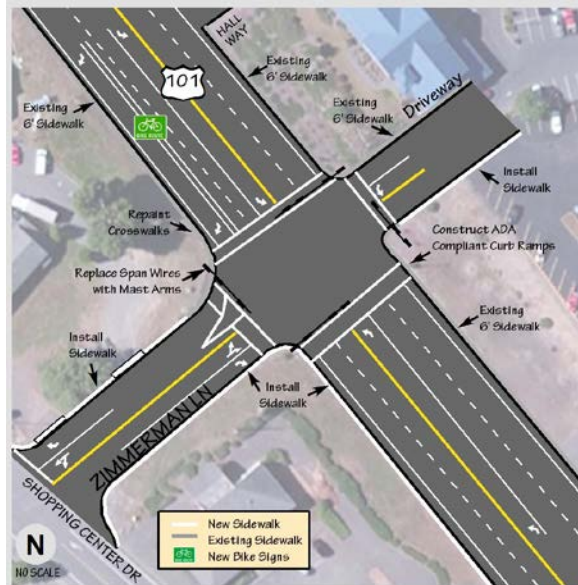 HALL
WAY
Existing
6' Sidewalk
101
Existing
6' Sidewalk
Driveway
Existing
6' Sidewalk
BIKE ROUTE
Install
Sidewalk
Repaint
Crosswalks
Construct ADA
Compliant Curb Ramps
Replace Span Wires
with Mast Arms
Existing
6' Sidewalk
Install
Sidewalk
Install
Sidewalk
ZIMMERMAN LN
SHOPPING CENTER DR
N
NO SCALE
New Sidewalk
Existing Sidewalk
New Bike Signs